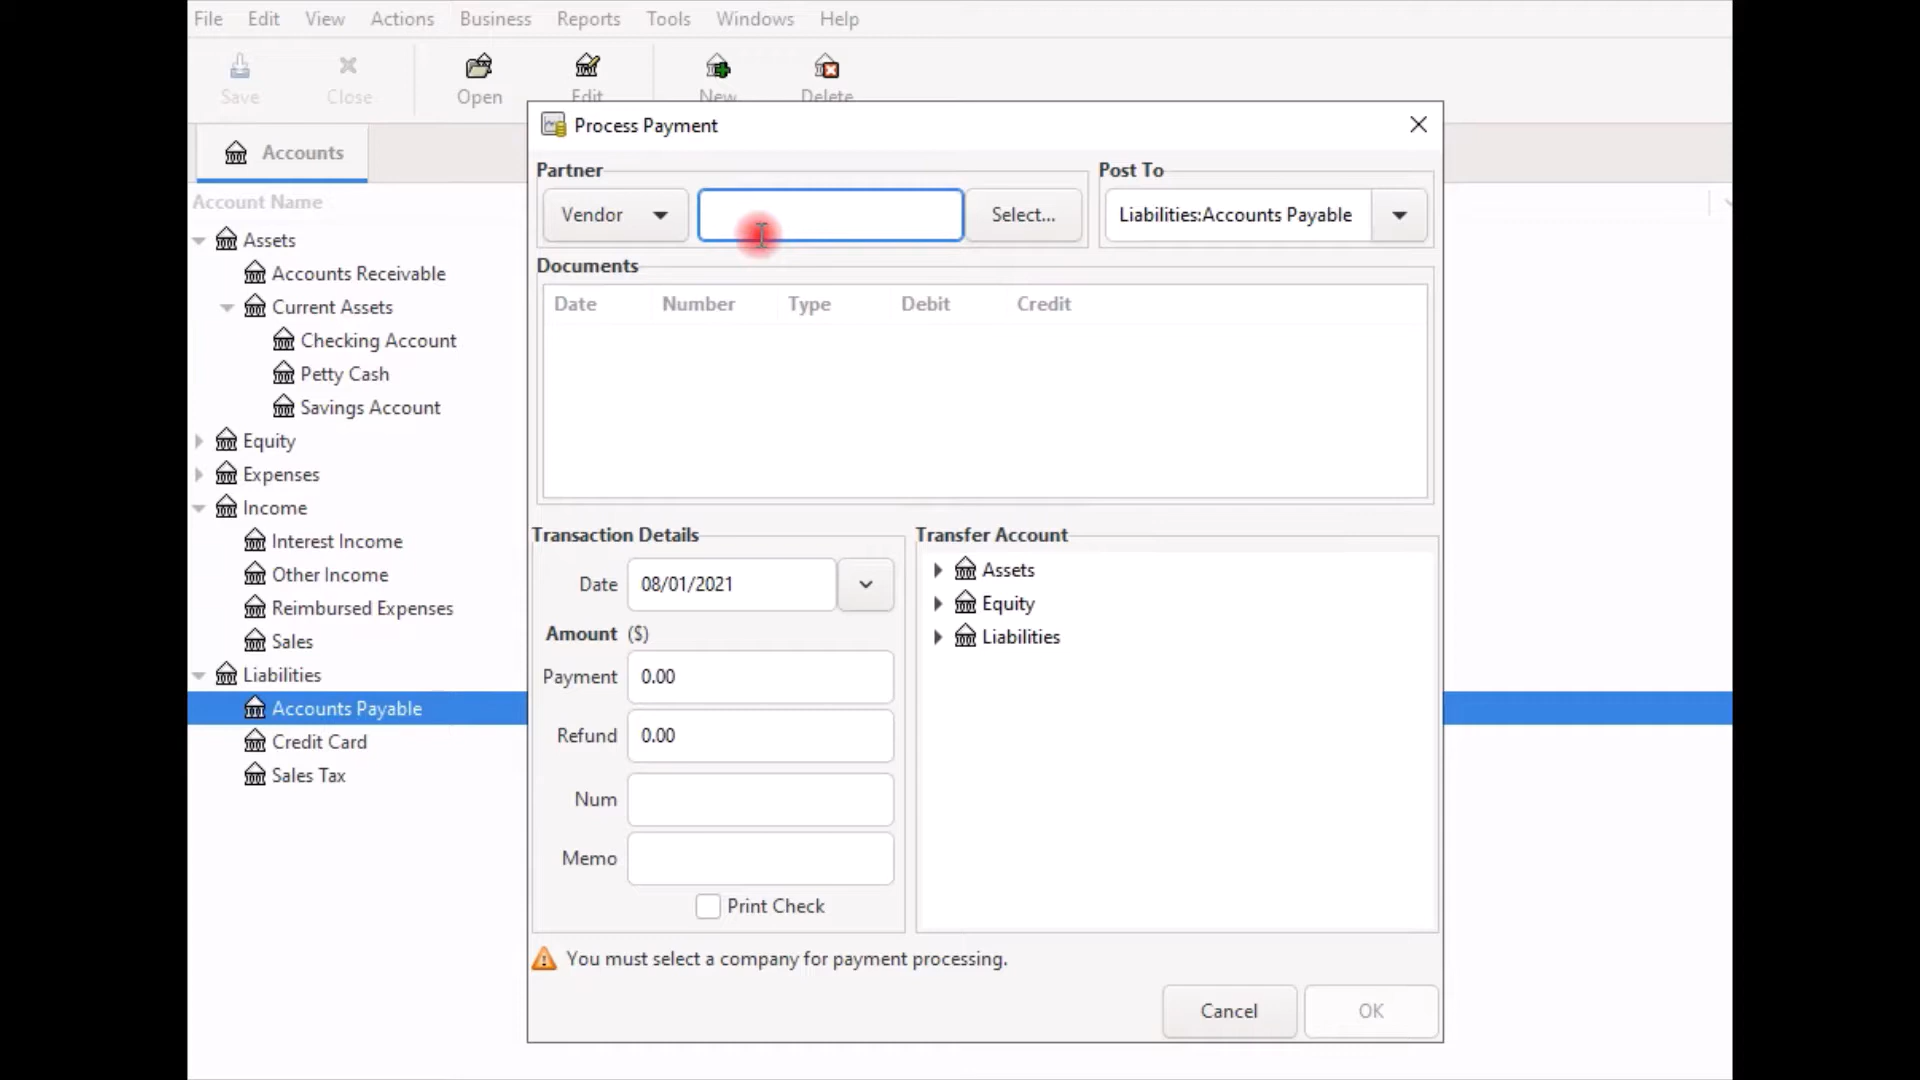 File Edit View Actions Business Reports Tools Windows Help
Save Close Open Edit New Delete
Process Payment
Accounts
Partner
Post To
Vendor
Select...
Liabilities:Accounts Payable
Account Name
Assets
Accounts Receivable
Current Assets
Checking Account
Petty Cash
Savings Account
Equity
Expenses
Income
Interest Income
Other Income
Reimbursed Expenses
Sales
Liabilities
Accounts Payable
Credit Card
Sales Tax
Documents
Date Number Type Debit Credit
Transaction Details
Date 08/01/2021
Amount ($)
Payment 0.00
Refund 0.00
Num
Memo
Print Check
Transfer Account
Assets
Equity
Liabilities
You must select a company for payment processing.
Cancel OK